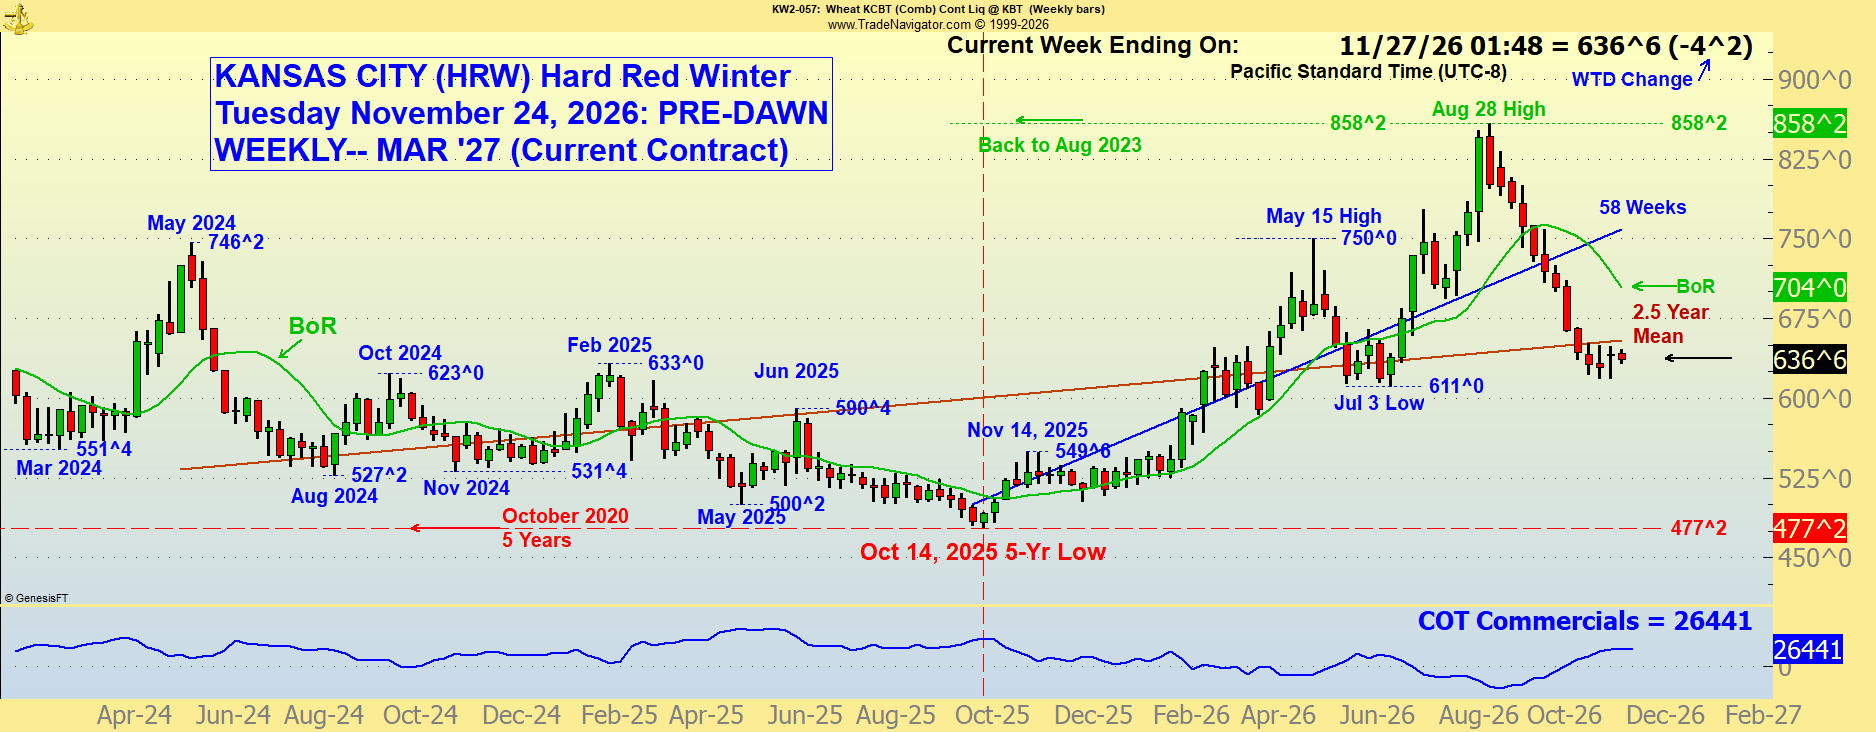 KW2-057: Wheat KCBT (Comb) Cont Liq @ KBT (Weekly bars)
www.TradeNavigator.com © 1999-2026
Current Week Ending On: 11/27/26 01:48 = 636^6 (-4^2)
Pacific Standard Time (UTC-8)
WTD Change
KANSAS CITY (HRW) Hard Red Winter
Tuesday November 24, 2026: PRE-DAWN
WEEKLY-- MAR '27 (Current Contract)
Aug 28 High
858^2
858^2
Back to Aug 2023
May 2024
746^2
May 15 High
750^0
58 Weeks
BoR
2.5 Year
Mean
BoR
Oct 2024
623^0
Feb 2025
633^0
Jun 2025
590^4
611^0
Jul 3 Low
Nov 14, 2025
549^6
551^4
Mar 2024
527^2
Aug 2024
531^4
Nov 2024
500^2
May 2025
October 2020
5 Years
477^2
Oct 14, 2025 5-Yr Low
© GenesisFT
900^0
858^2
825^0
750^0
704^0
675^0
636^6
600^0
525^0
477^2
450^0
COT Commercials = 26441
26441
0
Apr-24 Jun-24 Aug-24 Oct-24 Dec-24 Feb-25 Apr-25 Jun-25 Aug-25 Oct-25 Dec-25 Feb-26 Apr-26 Jun-26 Aug-26 Oct-26 Dec-26 Feb-27